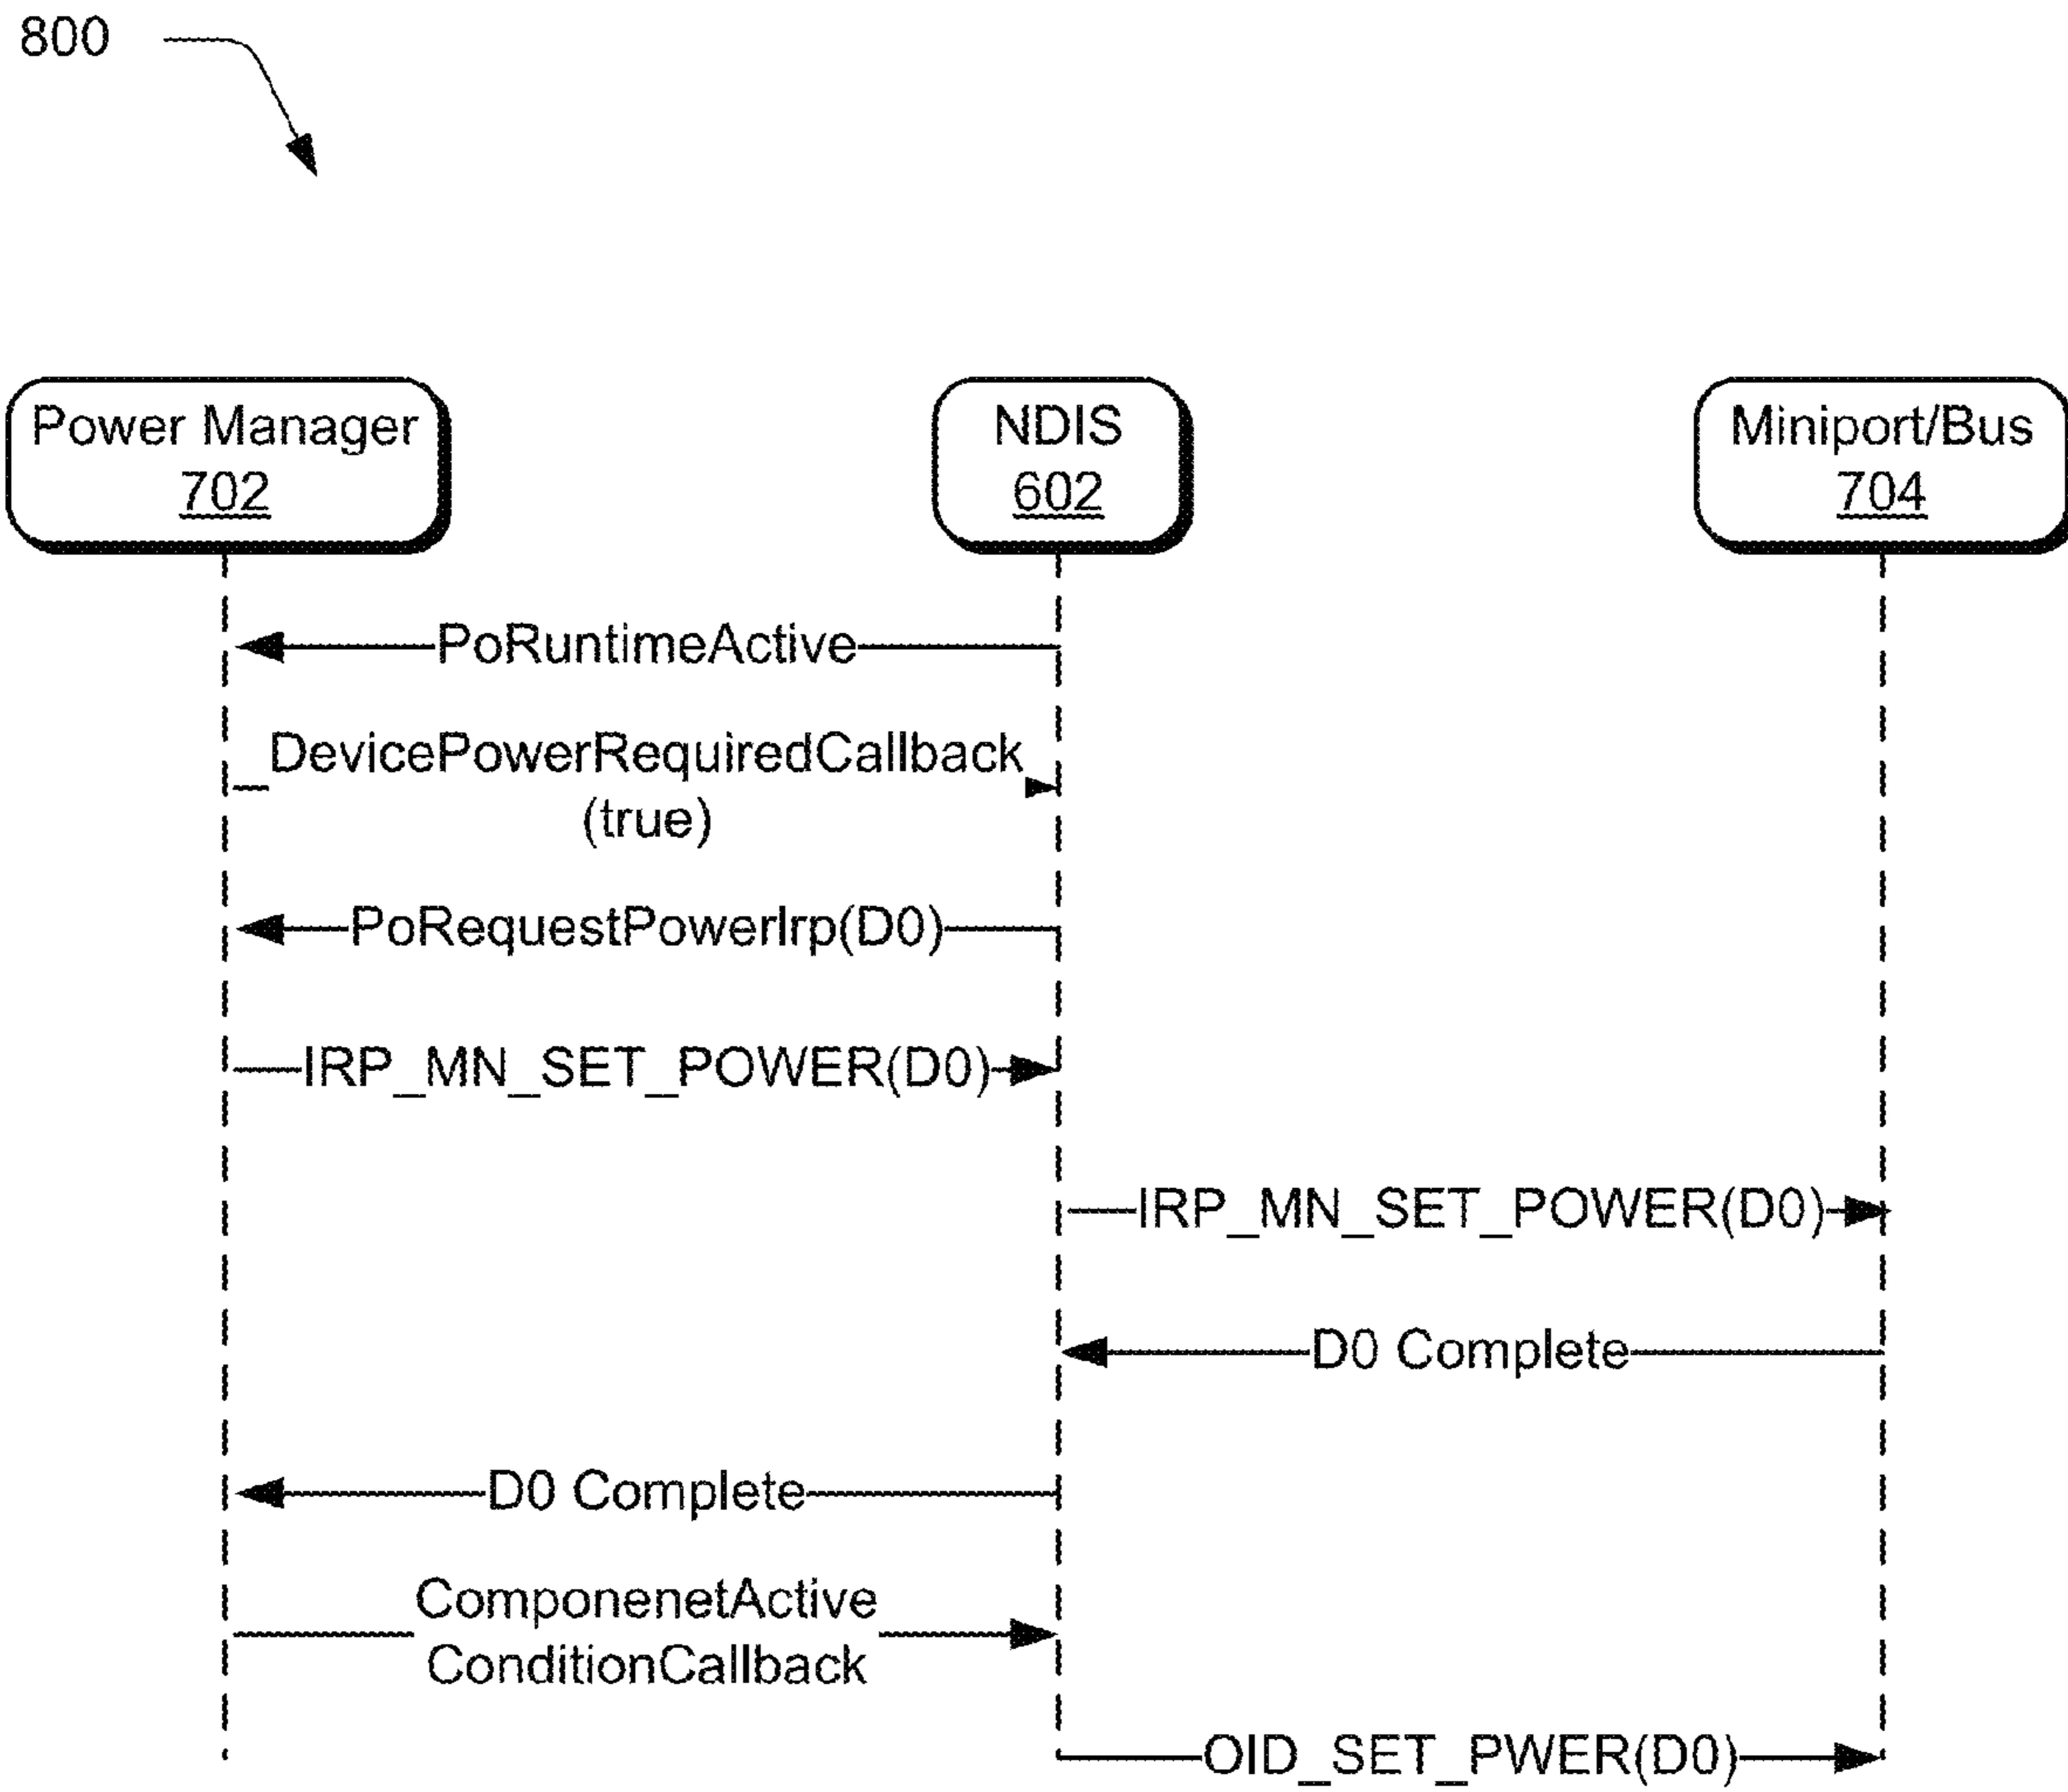 800
Power Manager
702
NDIS
602
Miniport/Bus
704
PoRuntimeActive
DevicePowerRequiredCallback
(true)
PoRequestPowerIrp(D0)
IRP_MN_SET_POWER(D0)
IRP_MN_SET_POWER(D0)
D0 Complete
D0 Complete
ComponenetActive
ConditionCallback
OID_SET_PWER(D0)